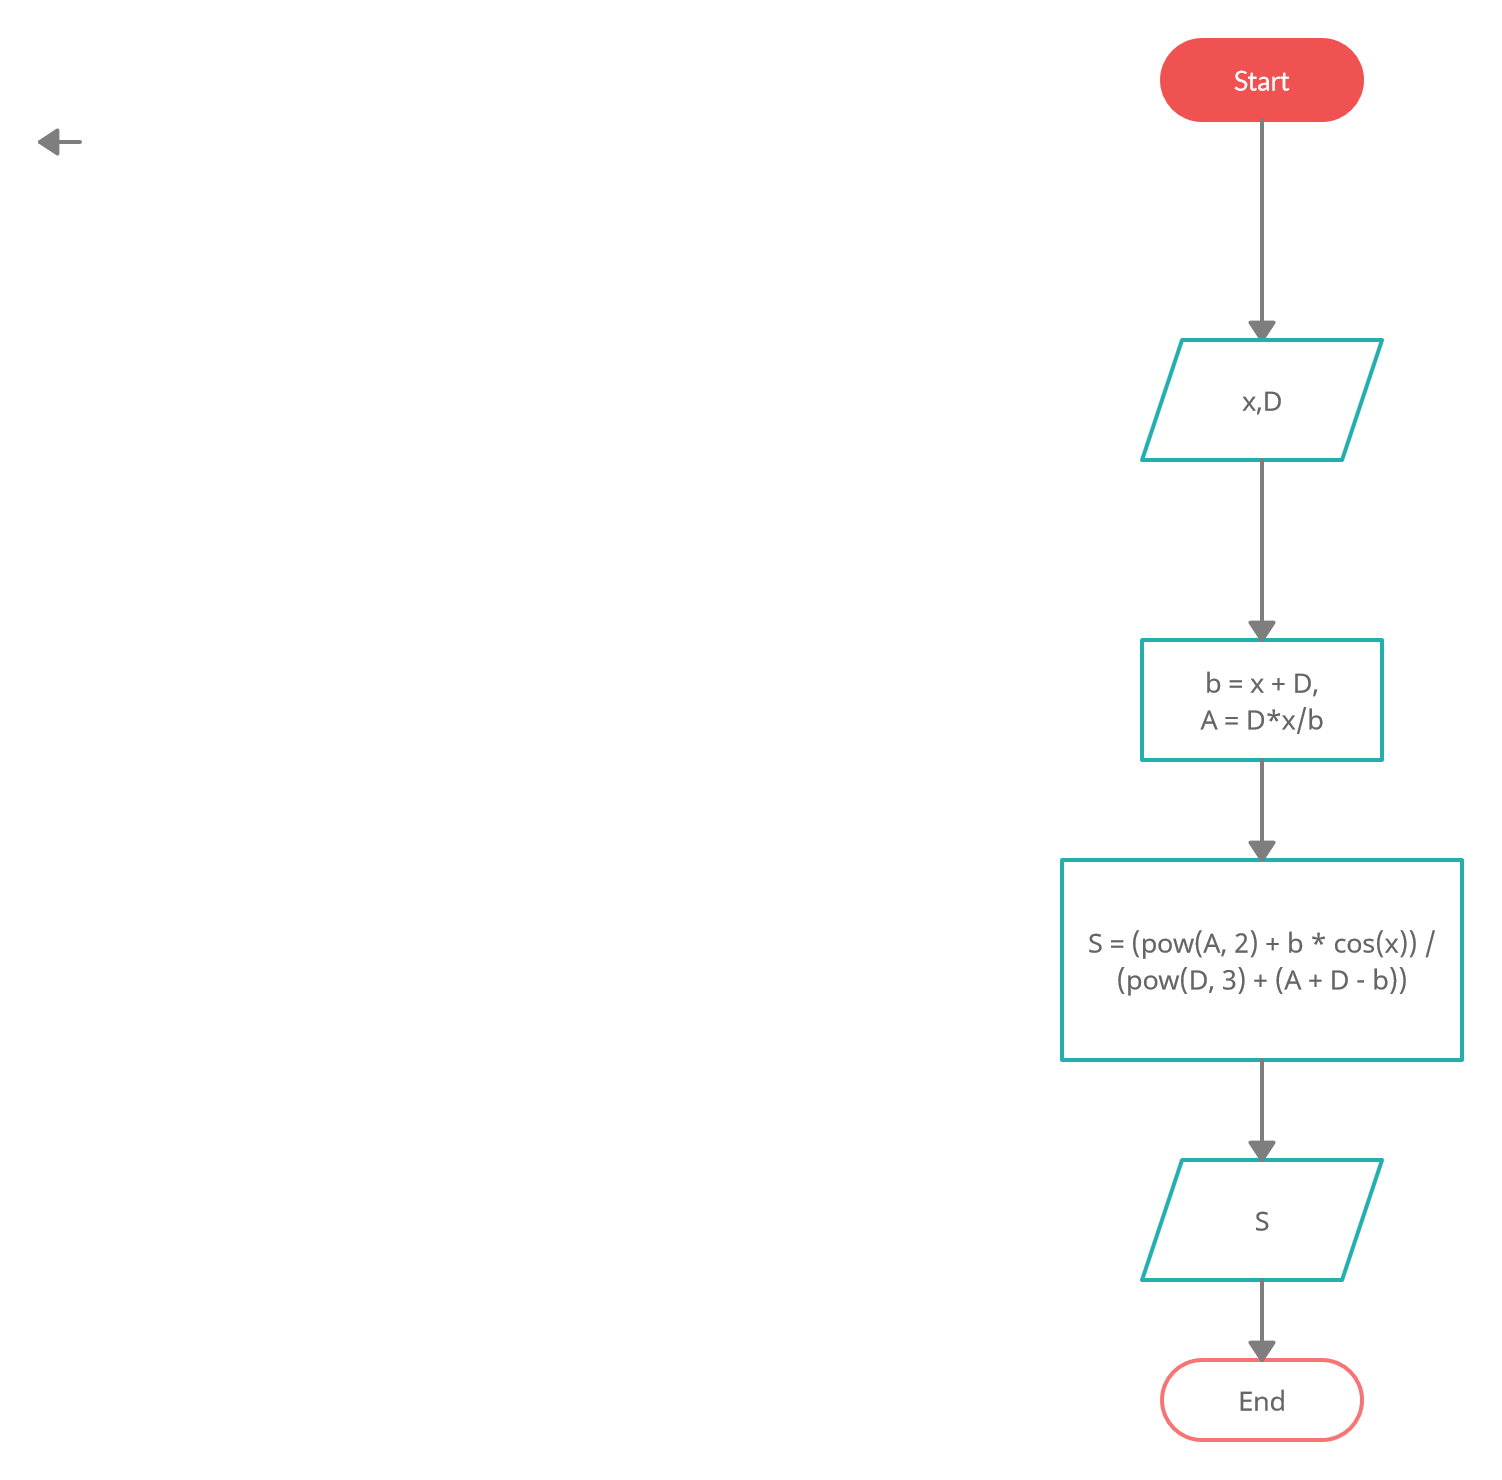 Start
x,D
b = x + D,
A = D*x/b
S = (pow(A, 2) + b * cos(x)) /
(pow(D, 3) + (A + D - b))
S
End